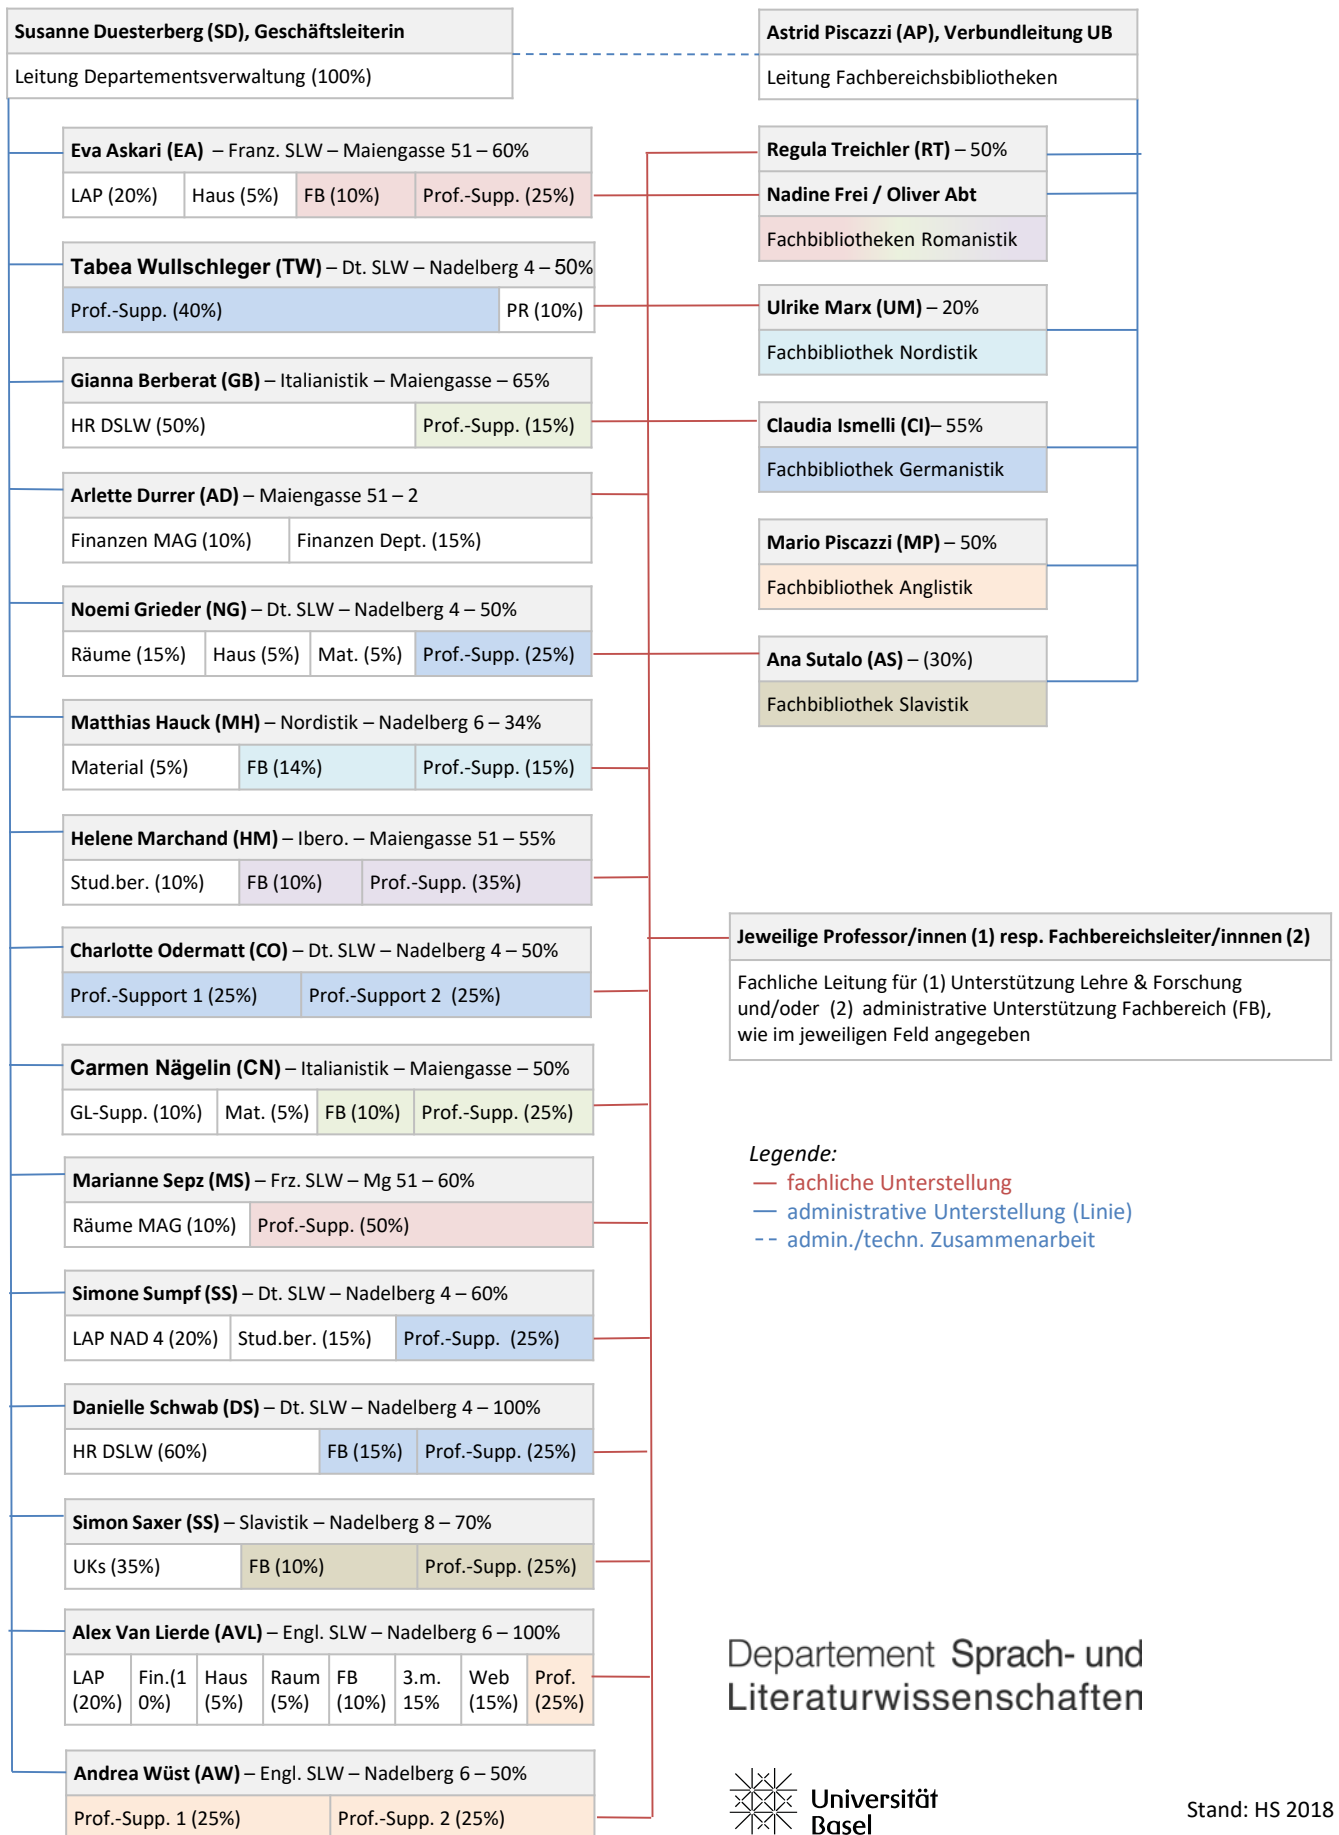 Susanne Duesterberg (SD), Geschäftsleiterin
Leitung Departementsverwaltung (100%)
Astrid Piscazzi (AP), Verbundleitung UB
Leitung Fachbereichsbibliotheken
Eva Askari (EA) – Franz. SLW – Maiengasse 51 – 60%
LAP (20%) Haus (5%) FB (10%) Prof.-Supp. (25%)
Tabea Wullschleger (TW) – Dt. SLW – Nadelberg 4 – 50%
Prof.-Supp. (40%) PR (10%)
Gianna Berberat (GB) – Italianistik – Maiengasse – 65%
HR DSLW (50%) Prof.-Supp. (15%)
Arlette Durrer (AD) – Maiengasse 51 – 2
Finanzen MAG (10%) Finanzen Dept. (15%)
Noemi Grieder (NG) – Dt. SLW – Nadelberg 4 – 50%
Räume (15%) Haus (5%) Mat. (5%) Prof.-Supp. (25%)
Matthias Hauck (MH) – Nordistik – Nadelberg 6 – 34%
Material (5%) FB (14%) Prof.-Supp. (15%)
Helene Marchand (HM) – Ibero. – Maiengasse 51 – 55%
Stud.ber. (10%) FB (10%) Prof.-Supp. (35%)
Charlotte Odermatt (CO) – Dt. SLW – Nadelberg 4 – 50%
Prof.-Support 1 (25%) Prof.-Support 2 (25%)
Carmen Nägelin (CN) – Italianistik – Maiengasse – 50%
GL-Supp. (10%) Mat. (5%) FB (10%) Prof.-Supp. (25%)
Marianne Sepz (MS) – Frz. SLW – Mg 51 – 60%
Räume MAG (10%) Prof.-Supp. (50%)
Simone Sumpf (SS) – Dt. SLW – Nadelberg 4 – 60%
LAP NAD 4 (20%) Stud.ber. (15%) Prof.-Supp. (25%)
Danielle Schwab (DS) – Dt. SLW – Nadelberg 4 – 100%
HR DSLW (60%) FB (15%) Prof.-Supp. (25%)
Simon Saxer (SS) – Slavistik – Nadelberg 8 – 70%
UKs (35%) FB (10%) Prof.-Supp. (25%)
Alex Van Lierde (AVL) – Engl. SLW – Nadelberg 6 – 100%
LAP Fin.(1 Haus Raum FB 3.m. Web Prof.
(20%) 0%) (5%) (5%) (10%) 15% (15%) (25%)
Andrea Wüst (AW) – Engl. SLW – Nadelberg 6 – 50%
Prof.-Supp. 1 (25%) Prof.-Supp. 2 (25%)
Regula Treichler (RT) – 50%
Nadine Frei / Oliver Abt
Fachbibliotheken Romanistik
Ulrike Marx (UM) – 20%
Fachbibliothek Nordistik
Claudia Ismelli (CI)– 55%
Fachbibliothek Germanistik
Mario Piscazzi (MP) – 50%
Fachbibliothek Anglistik
Ana Sutalo (AS) – (30%)
Fachbibliothek Slavistik
Jeweilige Professor/innen (1) resp. Fachbereichsleiter/innnen (2)
Fachliche Leitung für (1) Unterstützung Lehre & Forschung
und/oder (2) administrative Unterstützung Fachbereich (FB),
wie im jeweiligen Feld angegeben
Legende:
fachliche Unterstellung
administrative Unterstellung (Linie)
admin./techn. Zusammenarbeit
Departement Sprach- und
Literaturwissenschaften
Universität
Basel
Stand: HS 2018